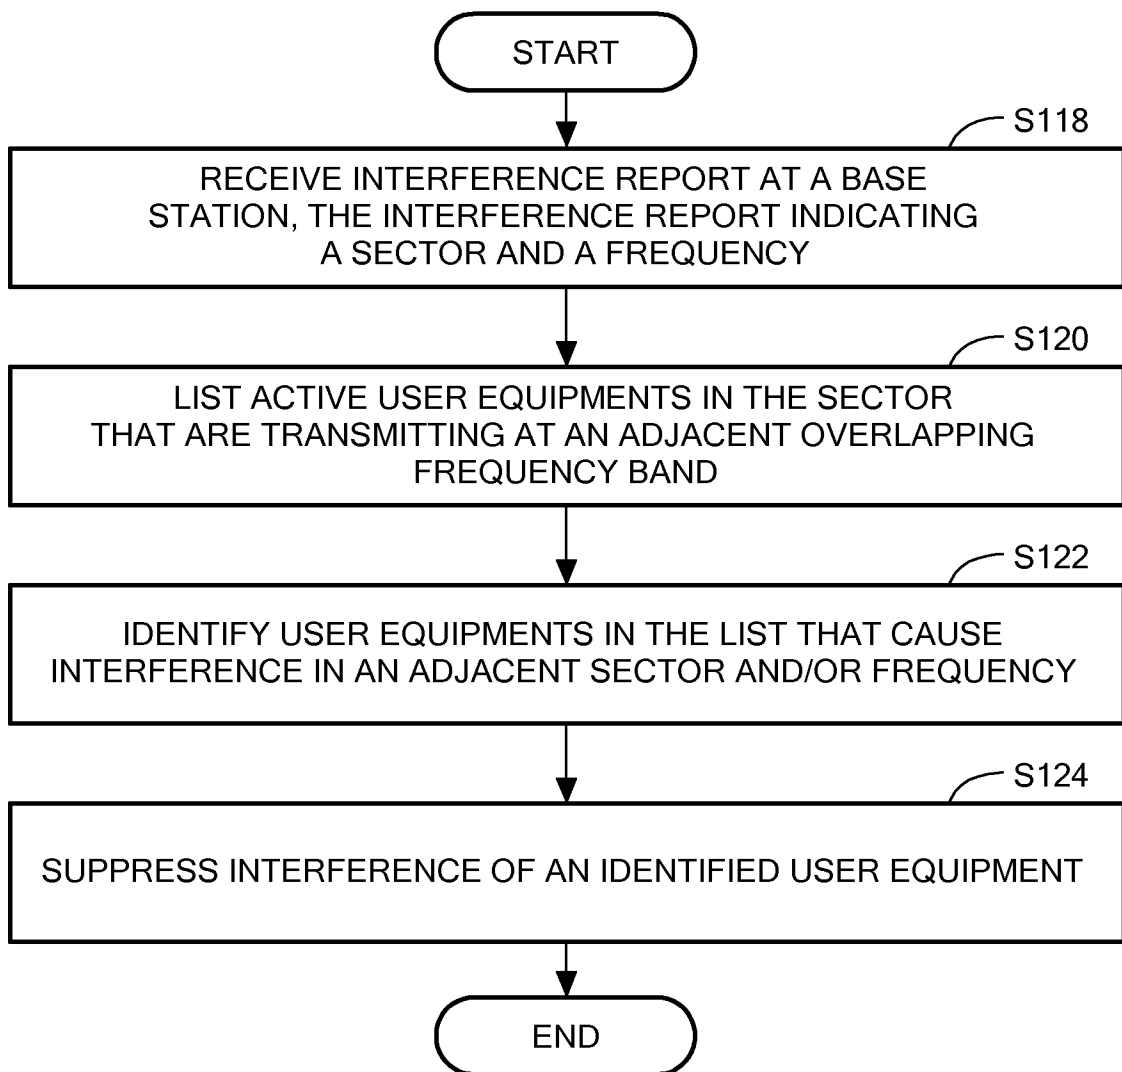 START
S118
RECEIVE INTERFERENCE REPORT AT A BASE
STATION, THE INTERFERENCE REPORT INDICATING
A SECTOR AND A FREQUENCY
S120
LIST ACTIVE USER EQUIPMENTS IN THE SECTOR
THAT ARE TRANSMITTING AT AN ADJACENT OVERLAPPING
FREQUENCY BAND
S122
IDENTIFY USER EQUIPMENTS IN THE LIST THAT CAUSE
INTERFERENCE IN AN ADJACENT SECTOR AND/OR FREQUENCY
S124
SUPPRESS INTERFERENCE OF AN IDENTIFIED USER EQUIPMENT
END